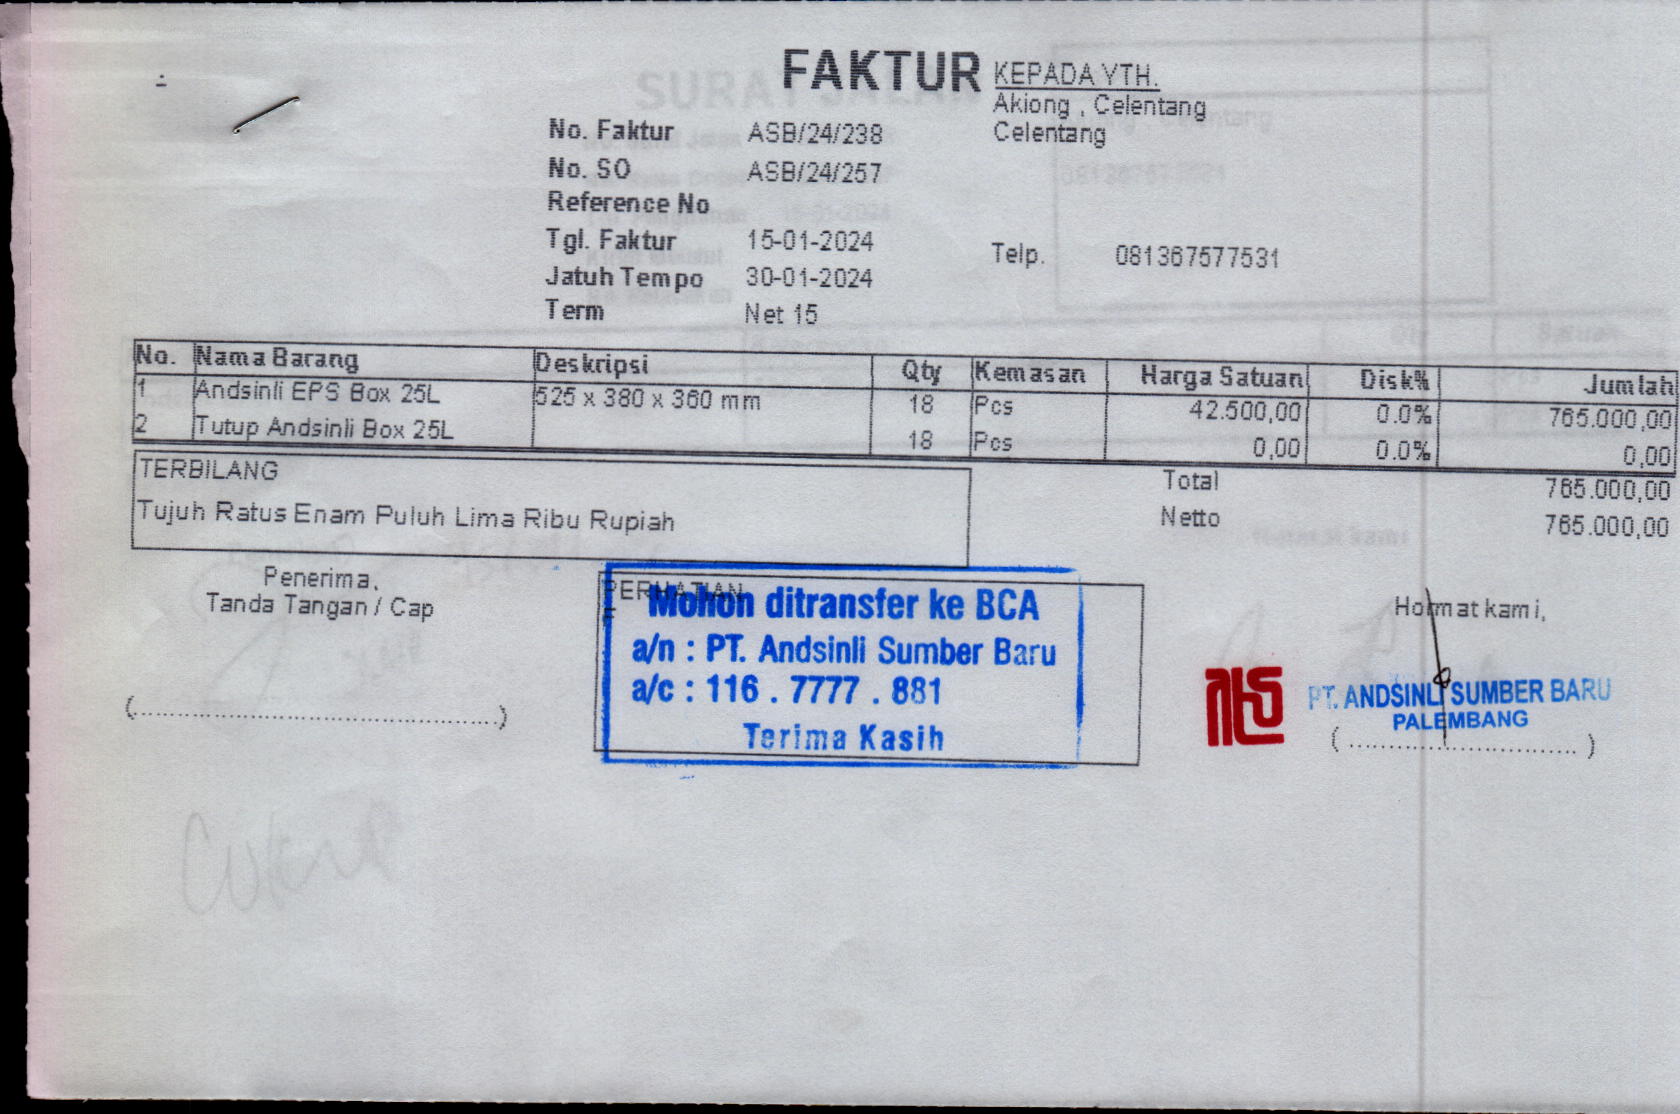 FAKTUR
KEPADA YTH.
Akiong , Celentang
Celentang
No. Faktur ASB/24/238
No. SO ASB/24/257
Reference No
Tgl. Faktur 15-01-2024
Telp. 081367577531
Jatuh Tempo 30-01-2024
Term Net 15
No. Nama Barang Deskripsi Qty Kemasan Harga Satuan Disk% Jumlah
1 Andsinli EPS Box 25L 525 x 380 x 360 mm 18 Pcs 42.500,00 0.0% 765.000,00
2 Tutup Andsinli Box 25L 18 Pcs 0,00 0.0% 0,00
TERBILANG
Tujuh Ratus Enam Puluh Lima Ribu Rupiah
Total 765.000,00
Netto 765.000,00
Penerima,
Tanda Tangan / Cap
(................................................)
PERHATIAN
Mohon ditransfer ke BCA
a/n : PT. Andsinli Sumber Baru
a/c : 116 . 7777 . 881
Terima Kasih
Hormat kami,
PT. ANDSINLI SUMBER BARU
PALEMBANG
( ............................... )